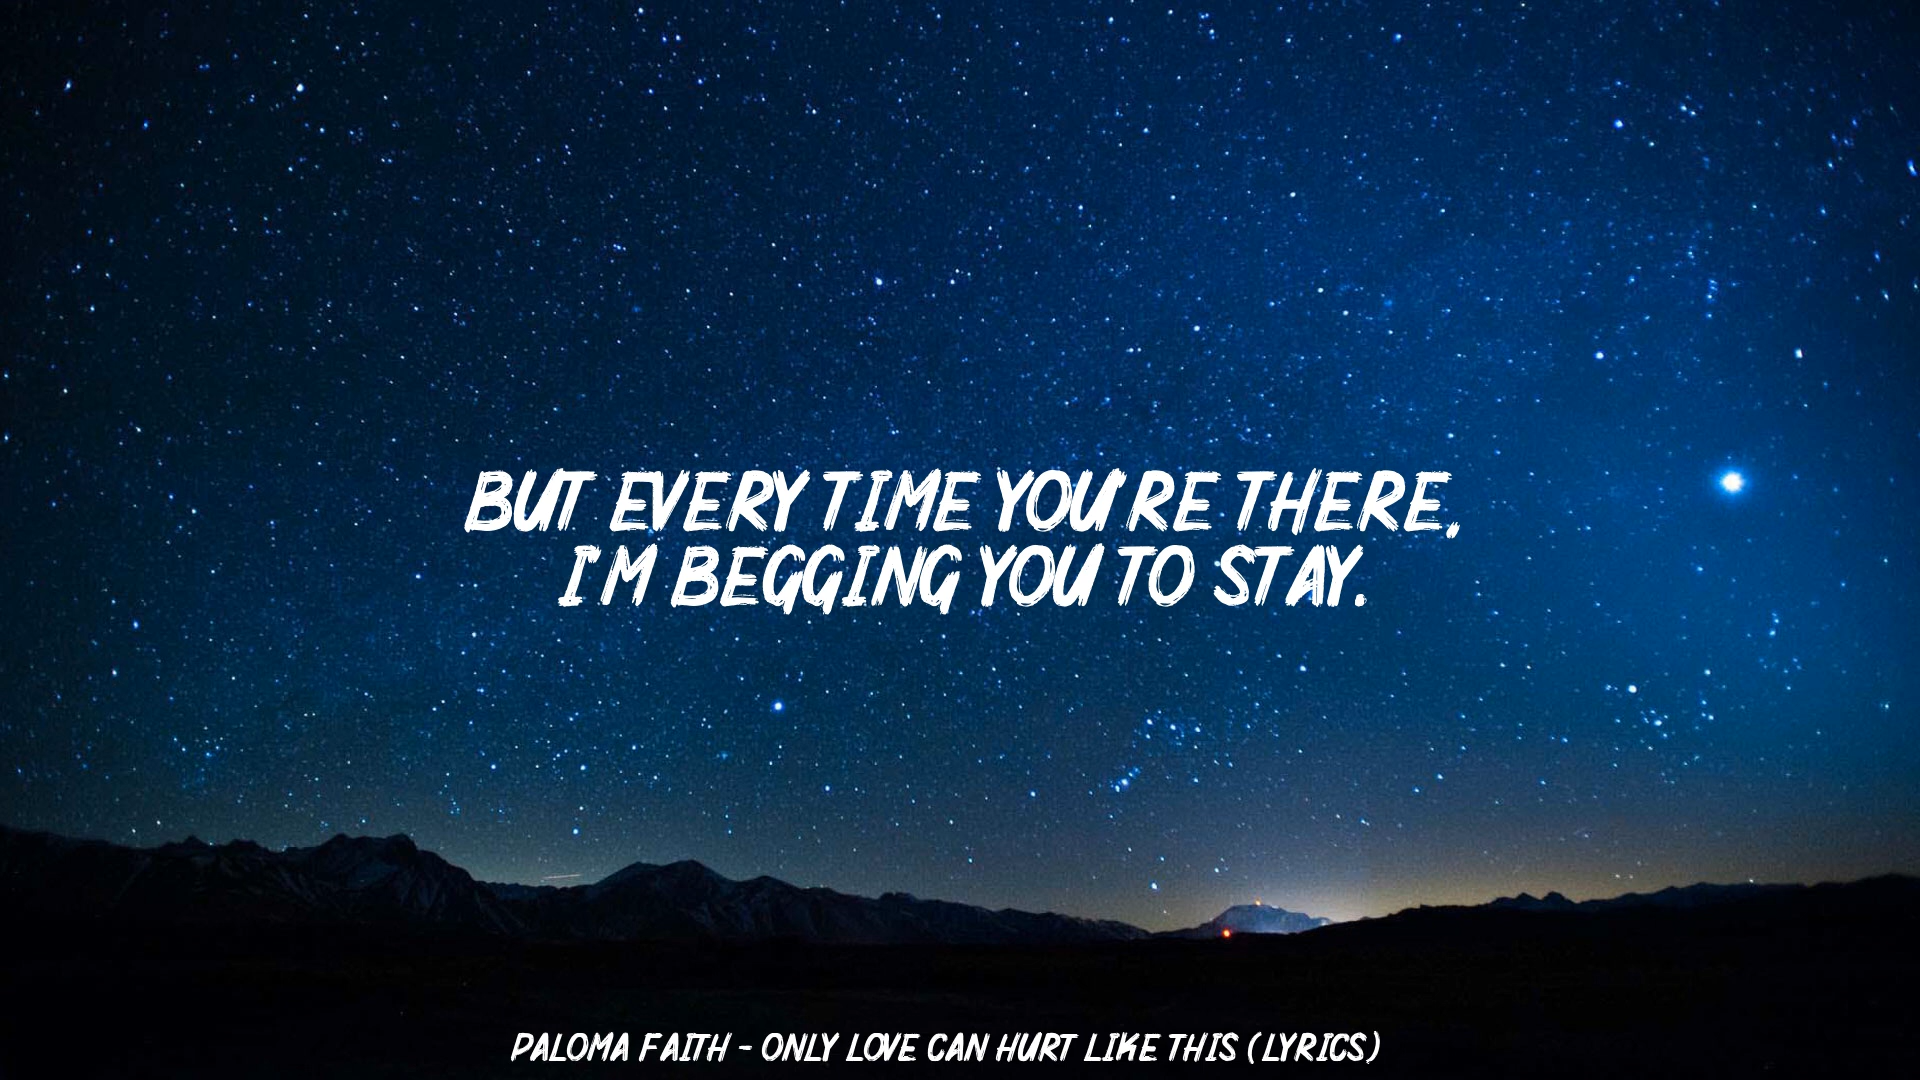 BUT EVERY TIME YOU'RE THERE,
I'M BEGGING YOU TO STAY.
PALOMA FAITH - ONLY LOVE CAN HURT LIKE THIS (LYRICS)